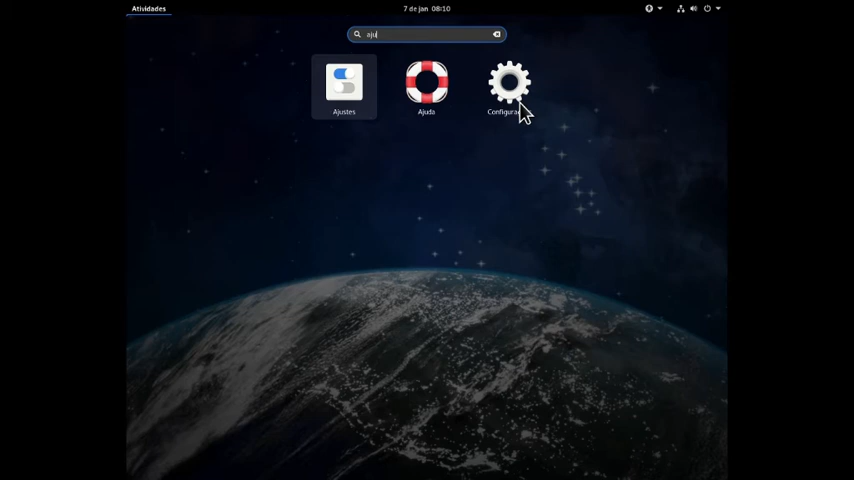 Atividades
7 de jan 08:10
aju
Ajustes
Ajuda